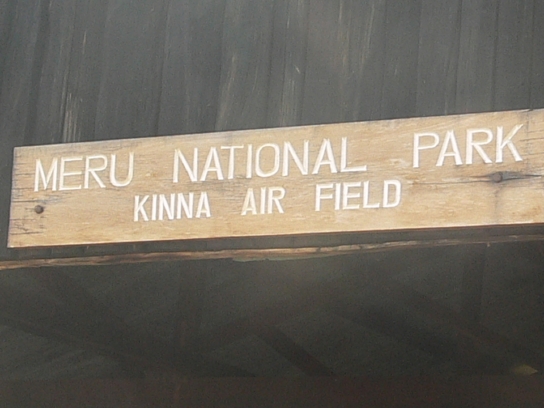 MERU NATIONAL PARK
KINNA AIR FIELD